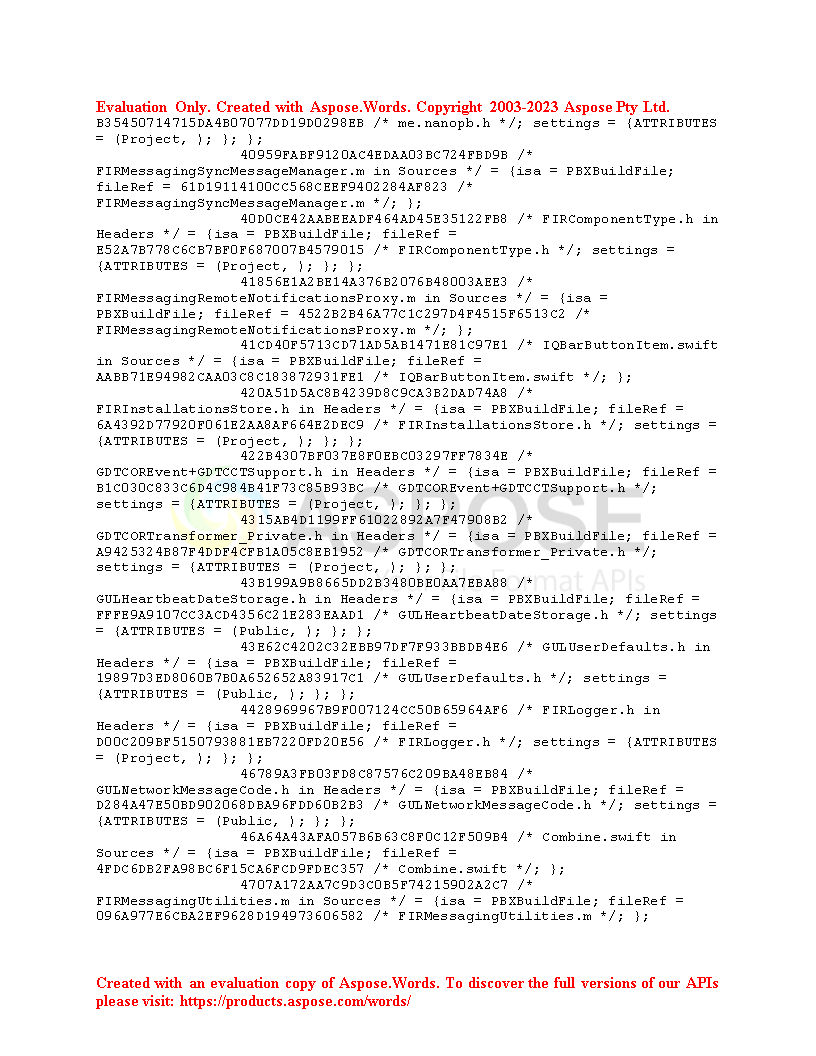 Evaluation Only. Created with Aspose.Words. Copyright 2003-2023 Aspose Pty Ltd.
B35450714715DA4B07077DD19D0298EB /* me.nanopb.h */; settings = {ATTRIBUTES
= (Project, ); }; };
40959FABF9120AC4EDAA03BC724FBD9B /*
FIRMessagingSyncMessageManager.m in Sources */ = {isa = PBXBuildFile;
fileRef = 61D19114100CC568CEEF9402284AF823 /*
FIRMessagingSyncMessageManager.m */; };
40D0CE42AABEEADF464AD45E35122FB8 /* FIRComponentType.h in
Headers */ = {isa = PBXBuildFile; fileRef =
E52A7B778C6CB7BF0F687007B4579015 /* FIRComponentType.h */; settings =
{ATTRIBUTES = (Project, ); }; };
41856E1A2BE14A376B2076B48003AEE3 /*
FIRMessagingRemoteNotificationsProxy.m in Sources */ = {isa =
PBXBuildFile; fileRef = 4522B2B46A77C1C297D4F4515F6513C2 /*
FIRMessagingRemoteNotificationsProxy.m */; };
41CD40F5713CD71AD5AB1471E81C97E1 /* IQBarButtonItem.swift
in Sources */ = {isa = PBXBuildFile; fileRef =
AABB71E94982CAA03C8C183872931FE1 /* IQBarButtonItem.swift */; };
420A51D5AC8B4239D8C9CA3B2DAD74A8 /*
FIRInstallationsStore.h in Headers */ = {isa = PBXBuildFile; fileRef =
6A4392D77920F061E2AA8AF664E2DEC9 /* FIRInstallationsStore.h */; settings =
{ATTRIBUTES = (Project, ); }; };
422B4307BF037E8F0EBC03297FF7834E /*
GDTCOREvent+GDTCCTSupport.h in Headers */ = {isa = PBXBuildFile; fileRef =
B1C030C833C6D4C984B41F73C85B93BC /* GDTCOREvent+GDTCCTSupport.h */;
settings = {ATTRIBUTES = (Project, ); }; };
4315AB4D1199FF61022892A7F47908B2 /*
GDTCORTransformer_Private.h in Headers */ = {isa = PBXBuildFile; fileRef =
A9425324B87F4DDF4CFB1A05C8EB1952 /* GDTCORTransformer_Private.h */;
settings = {ATTRIBUTES = (Project, ); }; };
43B199A9B8665DD2B3480BE0AA7EBA88 /*
GULHeartbeatDateStorage.h in Headers */ = {isa = PBXBuildFile; fileRef =
FFFE9A9107CC3ACD4356C21E283EAAD1 /* GULHeartbeatDateStorage.h */; settings
= {ATTRIBUTES = (Public, ); }; };
43E62C4202C32EBB97DF7F933BBDB4E6 /* GULUserDefaults.h in
Headers */ = {isa = PBXBuildFile; fileRef =
19897D3ED8060B7B0A652652A83917C1 /* GULUserDefaults.h */; settings =
{ATTRIBUTES = (Public, ); }; };
4428969967B9F007124CC50B65964AF6 /* FIRLogger.h in
Headers */ = {isa = PBXBuildFile; fileRef =
D00C209BF5150793881EB7220FD20E56 /* FIRLogger.h */; settings = {ATTRIBUTES
= (Project, ); }; };
46789A3FB03FD8C87576C209BA48EB84 /*
GULNetworkMessageCode.h in Headers */ = {isa = PBXBuildFile; fileRef =
D284A47E50BD902068DBA96FDD60B2B3 /* GULNetworkMessageCode.h */; settings =
{ATTRIBUTES = (Public, ); }; };
46A64A43AFA057B6B63C8F0C12F509B4 /* Combine.swift in
Sources */ = {isa = PBXBuildFile; fileRef =
4FDC6DB2FA98BC6F15CA6FCD9FDEC357 /* Combine.swift */; };
4707A172AA7C9D3C0B5F74215902A2C7 /*
FIRMessagingUtilities.m in Sources */ = {isa = PBXBuildFile; fileRef =
096A977E6CBA2EF9628D194973606582 /* FIRMessagingUtilities.m */; };
Created with an evaluation copy of Aspose.Words. To discover the full versions of our APIs
please visit: https://products.aspose.com/words/